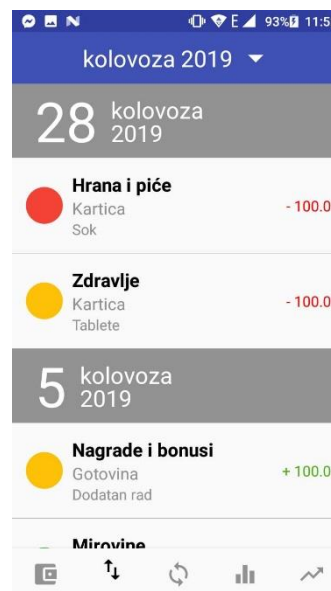 E 93% 11:5
kolovoza 2019
28 kolovoza
2019
Hrana i piće
Kartica
Sok
- 100.0
Zdravlje
Kartica
Tablete
- 100.0
5 kolovoza
2019
Nagrade i bonusi
Gotovina
Dodatan rad
+ 100.0
Mirovine